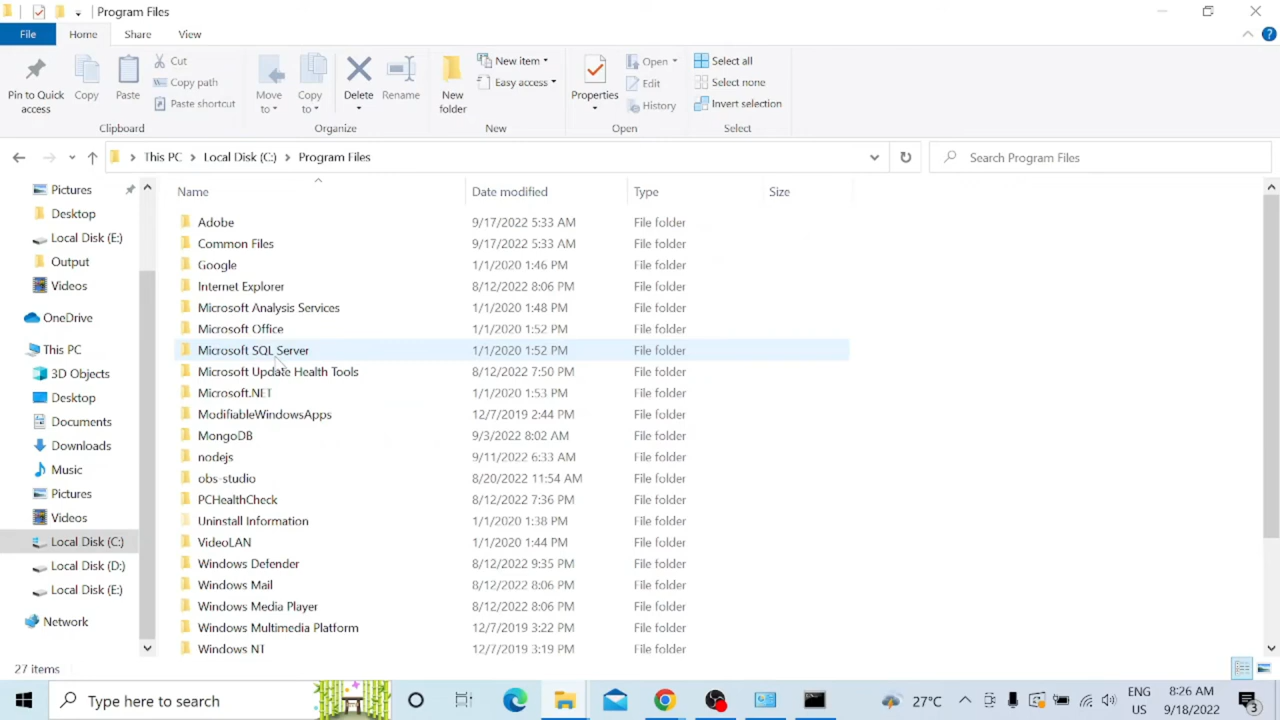 Program Files
File
Home
Share
View
Pin to Quick access
Copy
Paste
Cut
Copy path
Paste shortcut
Clipboard
Move to
Copy to
Delete
Rename
Organize
New folder
New item
Easy access
New
Properties
Open
Edit
History
Open
Select all
Select none
Invert selection
Select
This PC
Local Disk (C:)
Program Files
Search Program Files
Pictures
Desktop
Local Disk (E:)
Output
Videos
OneDrive
This PC
3D Objects
Desktop
Documents
Downloads
Music
Pictures
Videos
Local Disk (C:)
Local Disk (D:)
Local Disk (E:)
Network
Name Date modified Type Size
Adobe 9/17/2022 5:33 AM File folder
Common Files 9/17/2022 5:33 AM File folder
Google 1/1/2020 1:46 PM File folder
Internet Explorer 8/12/2022 8:06 PM File folder
Microsoft Analysis Services 1/1/2020 1:48 PM File folder
Microsoft Office 1/1/2020 1:52 PM File folder
Microsoft SQL Server 1/1/2020 1:52 PM File folder
Microsoft Update Health Tools 8/12/2022 7:50 PM File folder
Microsoft.NET 1/1/2020 1:53 PM File folder
ModifiableWindowsApps 12/7/2019 2:44 PM File folder
MongoDB 9/3/2022 8:02 AM File folder
nodejs 9/11/2022 6:33 AM File folder
obs-studio 8/20/2022 11:54 AM File folder
PCHealthCheck 8/12/2022 7:36 PM File folder
Uninstall Information 1/1/2020 1:38 PM File folder
VideoLAN 1/1/2020 1:44 PM File folder
Windows Defender 8/12/2022 9:35 PM File folder
Windows Mail 8/12/2022 8:06 PM File folder
Windows Media Player 8/12/2022 8:06 PM File folder
Windows Multimedia Platform 12/7/2019 3:22 PM File folder
Windows NT 12/7/2019 3:19 PM File folder
27 items
Type here to search
27°C
ENG
US
8:26 AM
9/18/2022
3